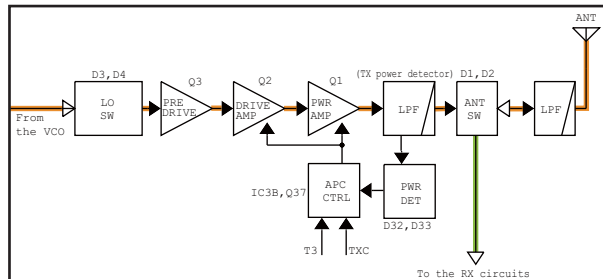 ANT
D3,D4
Q3
Q2
Q1
(TX power detector)
D1,D2
LO
SW
PRE
DRIVE
DRIVE
AMP
PWR
AMP
LPF
ANT
SW
LPF
From
the VCO
IC3B,Q37
APC
CTRL
PWR
DET
D32,D33
T3
TXC
To the RX circuits